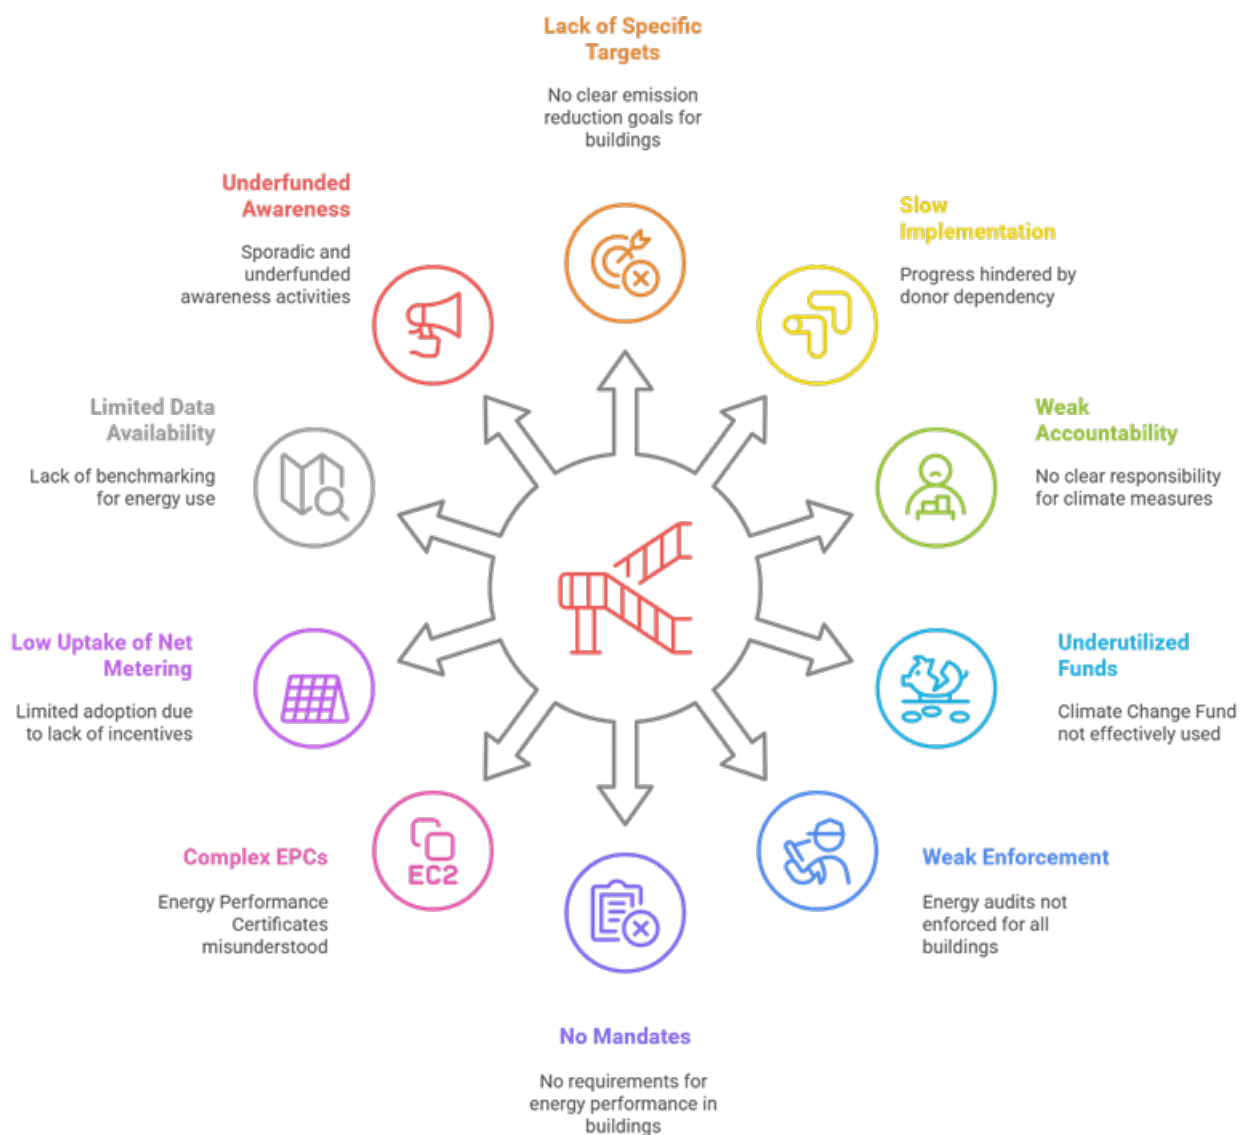 Lack of Specific
Targets
No clear emission
reduction goals for
buildings
Slow
Implementation
Progress hindered by
donor dependency
Weak
Accountability
No clear responsibility
for climate measures
Underutilized
Funds
Climate Change Fund
not effectively used
Weak Enforcement
Energy audits not
enforced for all
buildings
No Mandates
No requirements for
energy performance in
buildings
Complex EPCs
Energy Performance
Certificates
misunderstood
EC2
Low Uptake of Net
Metering
Limited adoption due
to lack of incentives
Limited Data
Availability
Lack of benchmarking
for energy use
Underfunded
Awareness
Sporadic and
underfunded
awareness activities